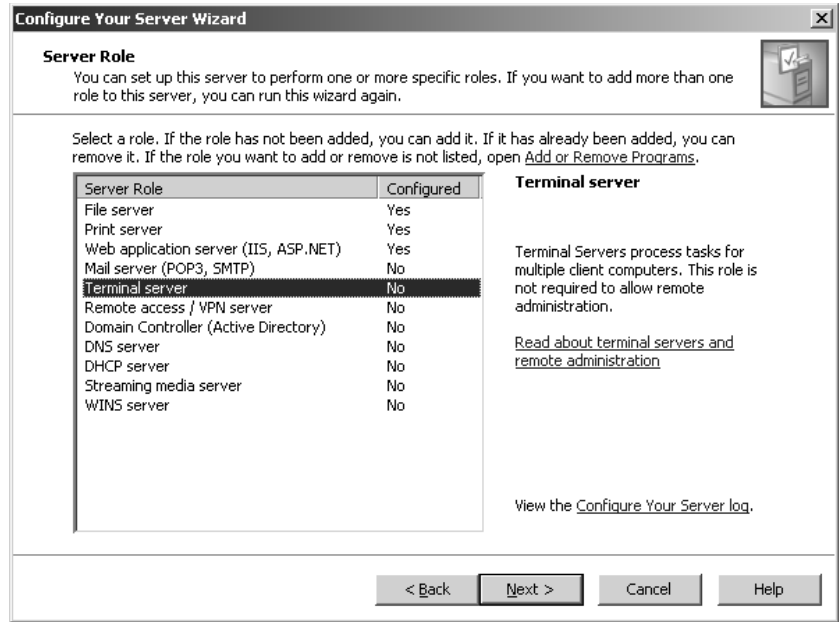 Configure Your Server Wizard
Server Role
You can set up this server to perform one or more specific roles. If you want to add more than one
role to this server, you can run this wizard again.
Select a role. If the role has not been added, you can add it. If it has already been added, you can
remove it. If the role you want to add or remove is not listed, open Add or Remove Programs.
Server Role Configured
File server Yes
Print server Yes
Web application server (IIS, ASP.NET) Yes
Mail server (POP3, SMTP) No
Terminal server No
Remote access / VPN server No
Domain Controller (Active Directory) No
DNS server No
DHCP server No
Streaming media server No
WINS server No
Terminal server
Terminal Servers process tasks for
multiple client computers. This role is
not required to allow remote
administration.
Read about terminal servers and
remote administration
View the Configure Your Server log.
< Back Next > Cancel Help